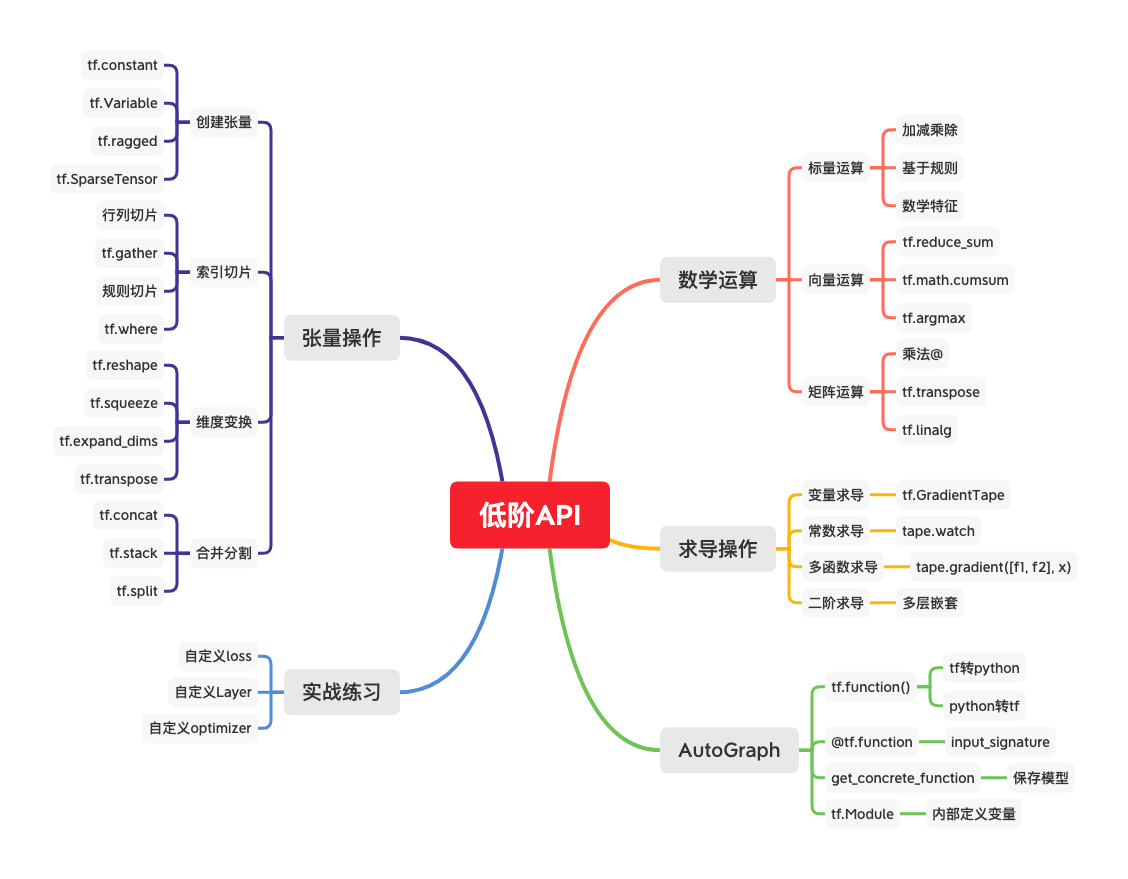 低阶API
数学运算
标量运算
加减乘除
基于规则
数学特征
向量运算
tf.reduce_sum
tf.math.cumsum
tf.argmax
矩阵运算
乘法@
tf.transpose
tf.linalg
求导操作
变量求导
tf.GradientTape
常数求导
tape.watch
多函数求导
tape.gradient([f1, f2], x)
二阶求导
多层嵌套
AutoGraph
tf.function()
tf转python
python转tf
@tf.function
input_signature
get_concrete_function
保存模型
tf.Module
内部定义变量
张量操作
创建张量
tf.constant
tf.Variable
tf.ragged
tf.SparseTensor
索引切片
行列切片
tf.gather
规则切片
tf.where
维度变换
tf.reshape
tf.squeeze
tf.expand_dims
tf.transpose
合并分割
tf.concat
tf.stack
tf.split
实战练习
自定义loss
自定义Layer
自定义optimizer